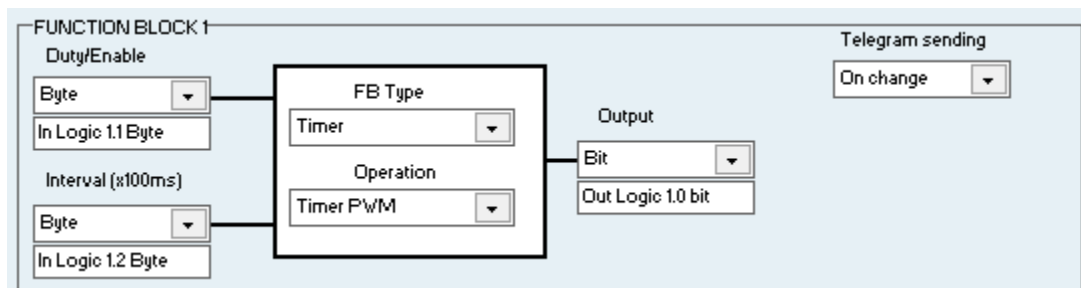 FUNCTION BLOCK 1
Duty/Enable
Byte
In Logic 1.1 Byte
Interval (x100ms)
Byte
In Logic 1.2 Byte
FB Type
Timer
Operation
Timer PWM
Output
Bit
Out Logic 1.0 bit
Telegram sending
On change